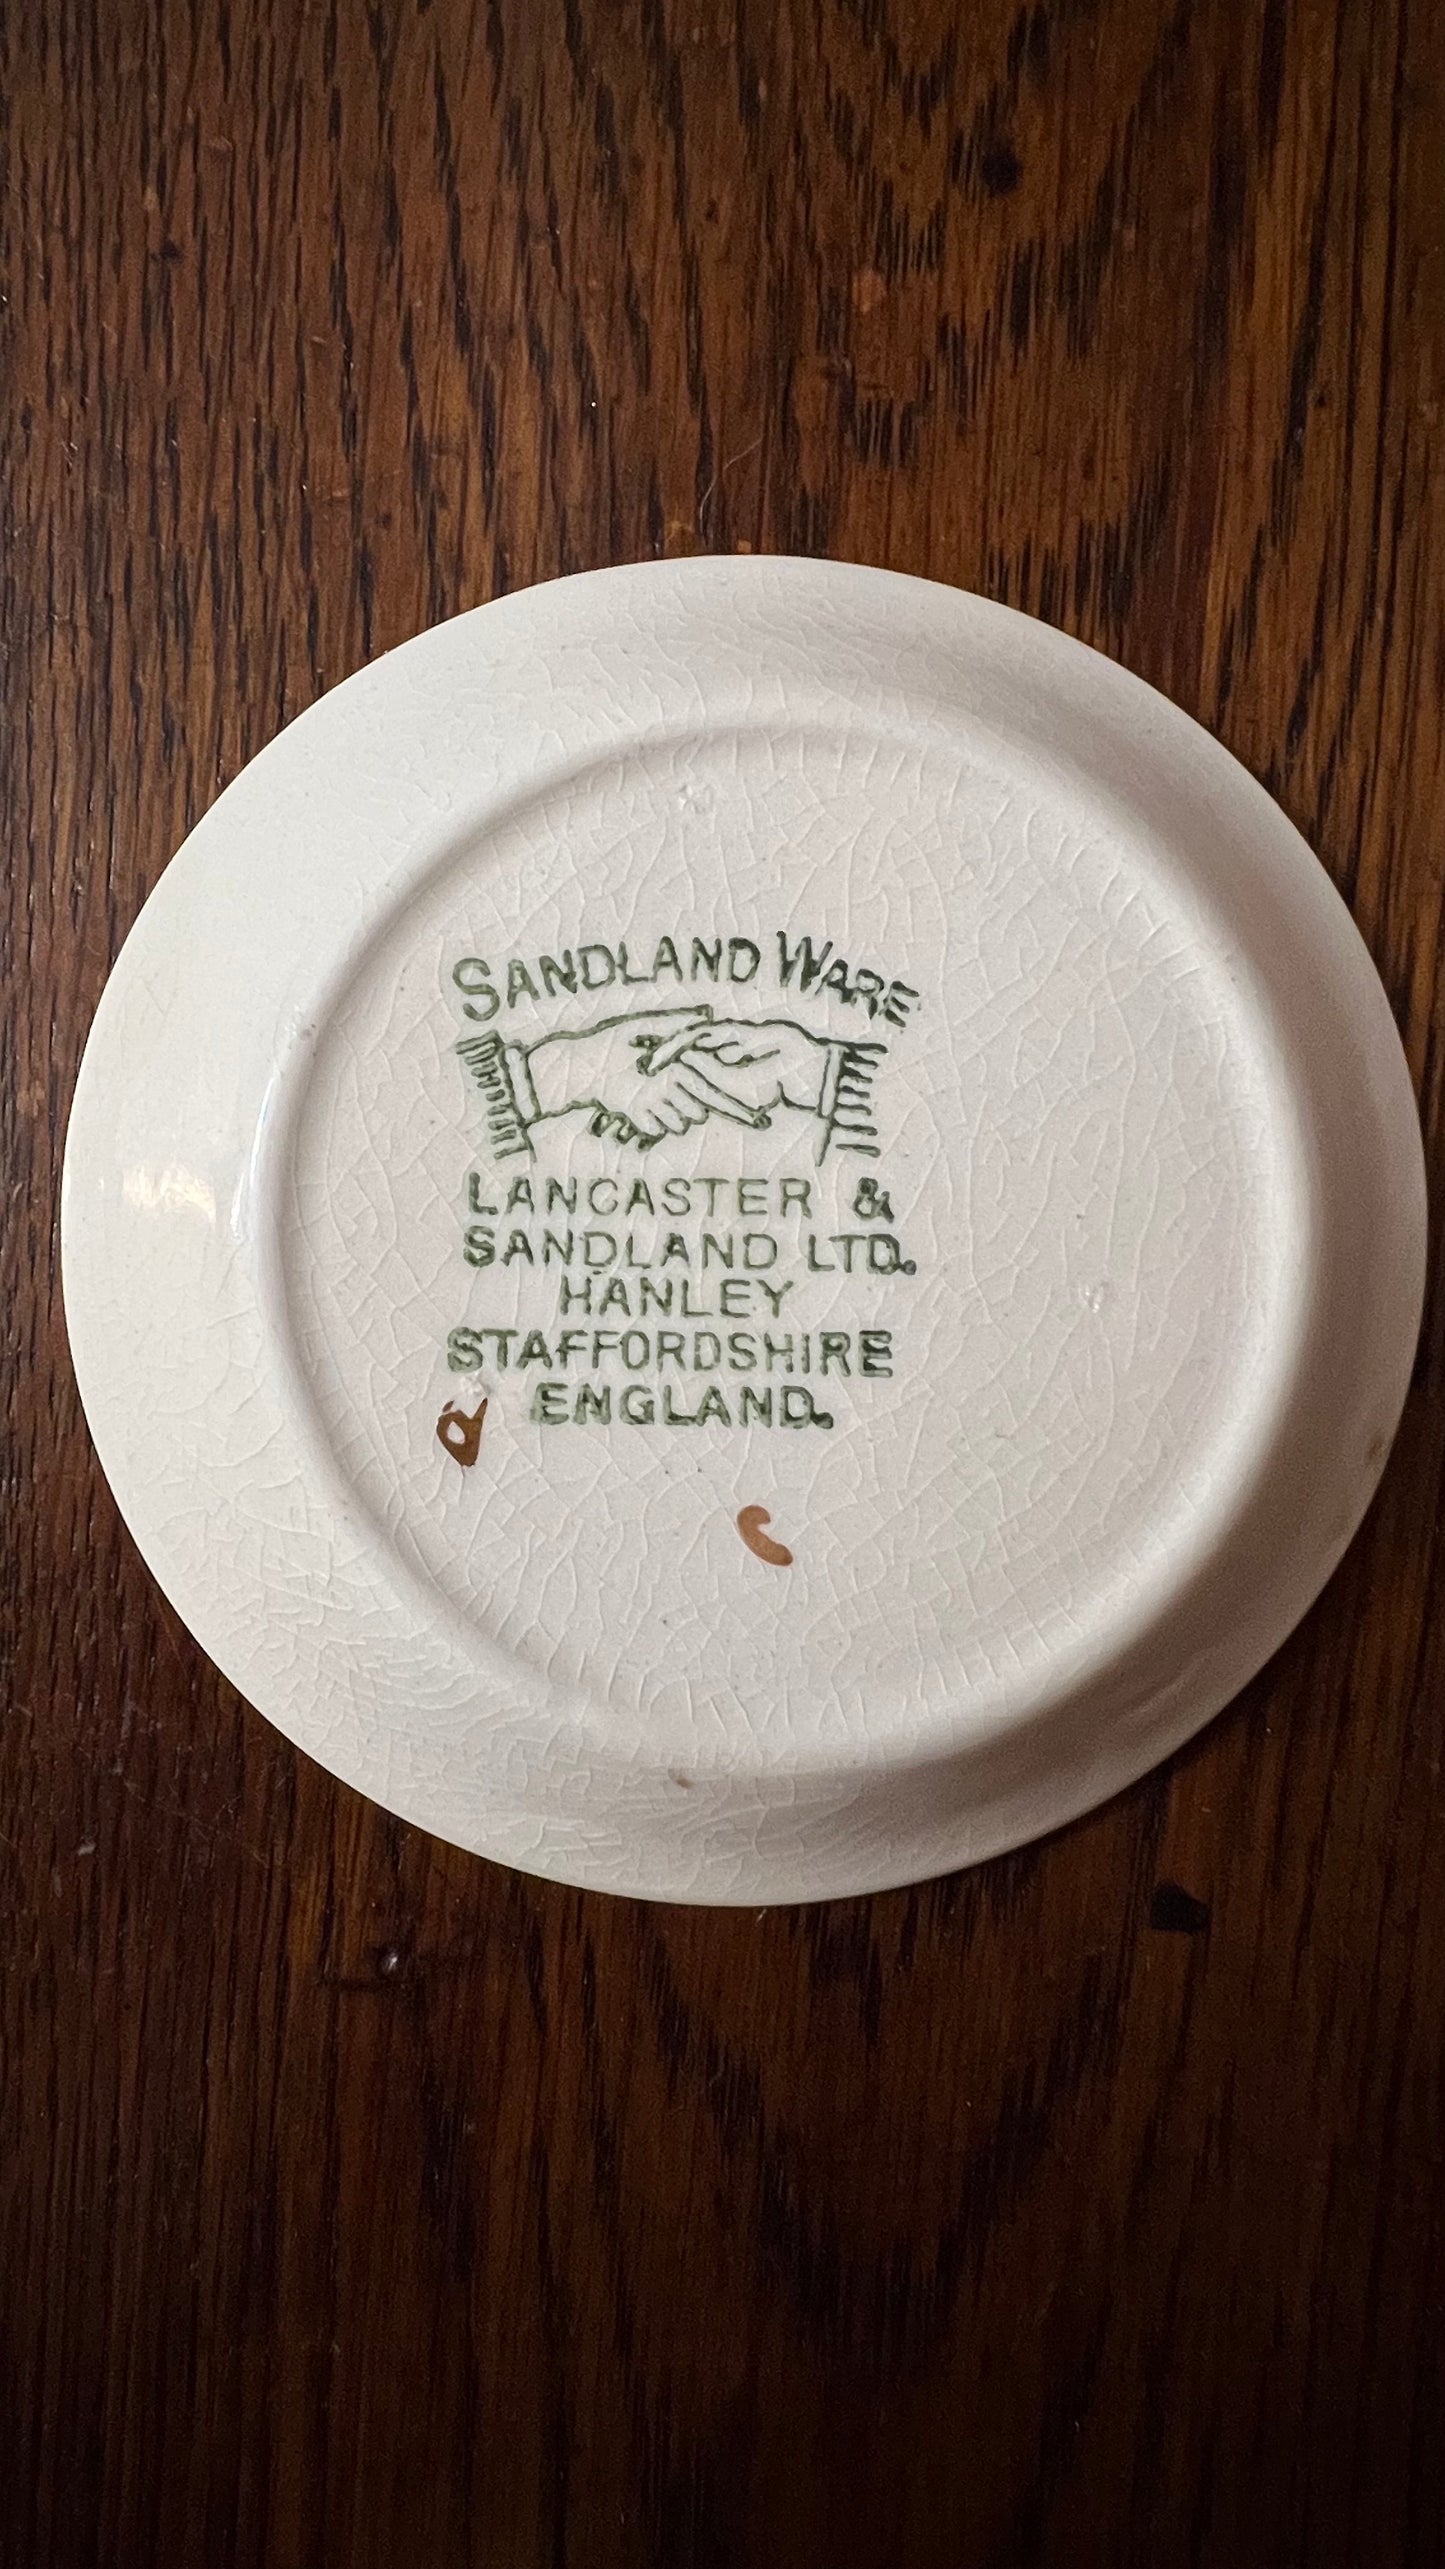 SANDLAND WARE
LANCASTER &
SANDLAND LTD.
HANLEY
STAFFORDSHIRE
ENGLAND.